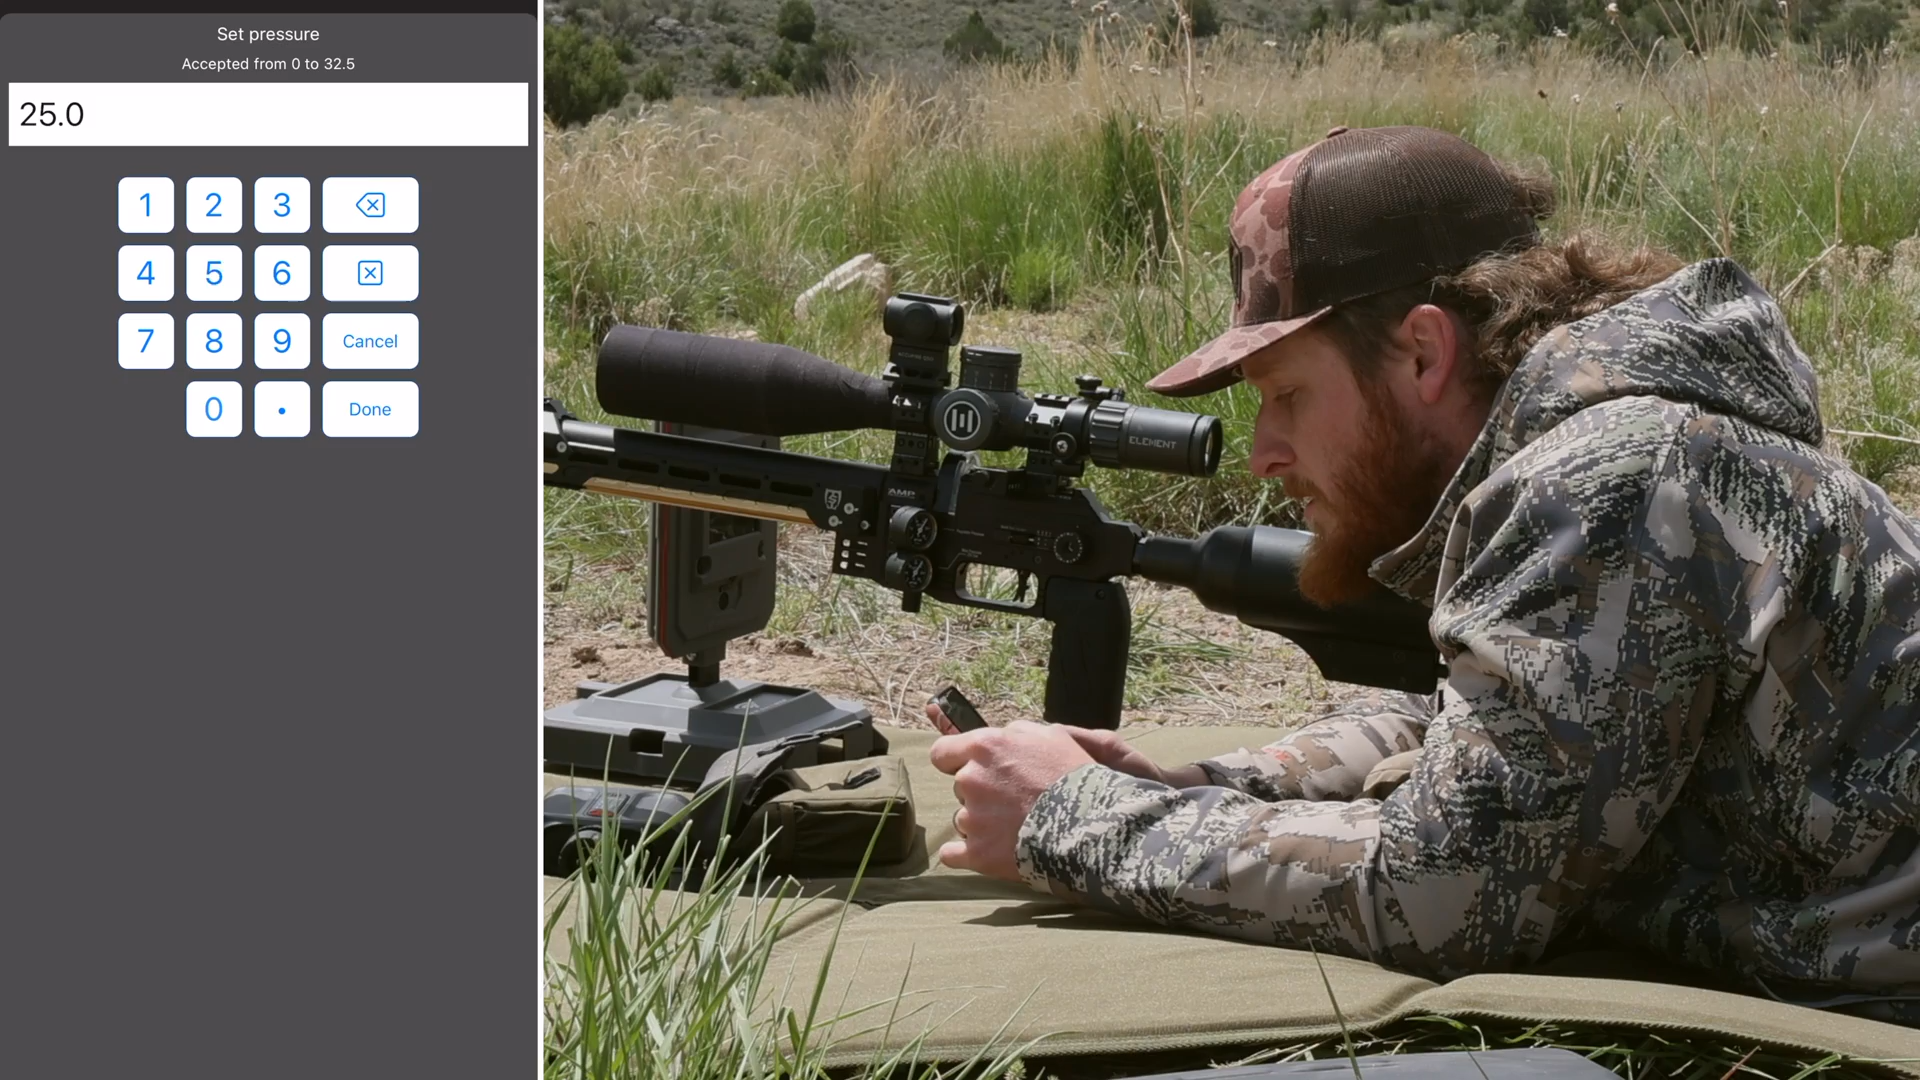 Set pressure
Accepted from 0 to 32.5
25.0
1 2 3
4 5 6
7 8 9 Cancel
0 . Done
ELEMENT